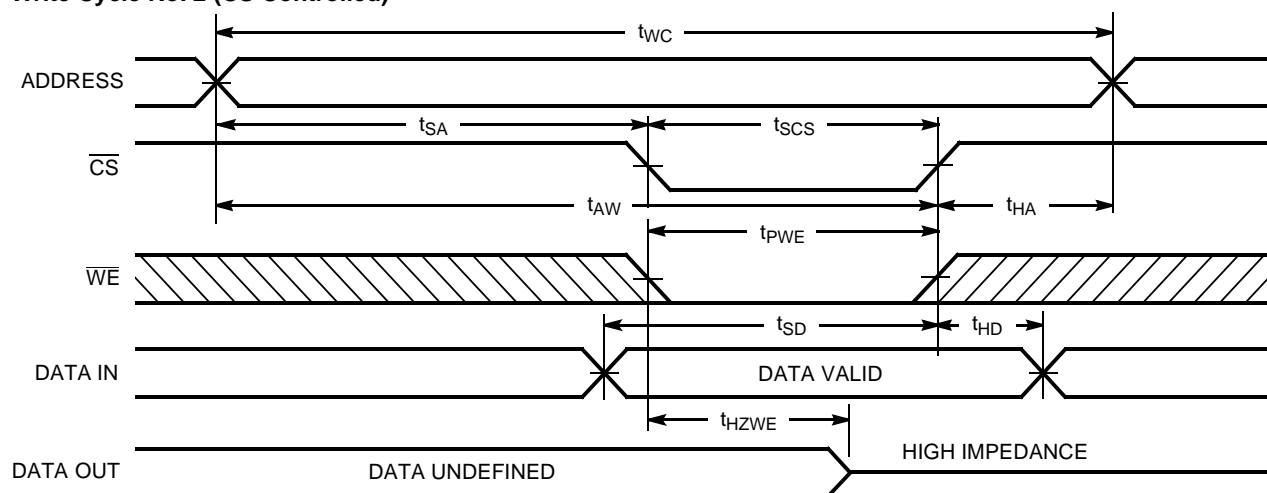 Write Cycle No. 2 (CS Controlled)
tWC
ADDRESS
tSA
tSCS
CS
tAW
tHA
tPWE
WE
tSD
tHD
DATA IN
DATA VALID
tHZWE
DATA OUT
DATA UNDEFINED
HIGH IMPEDANCE